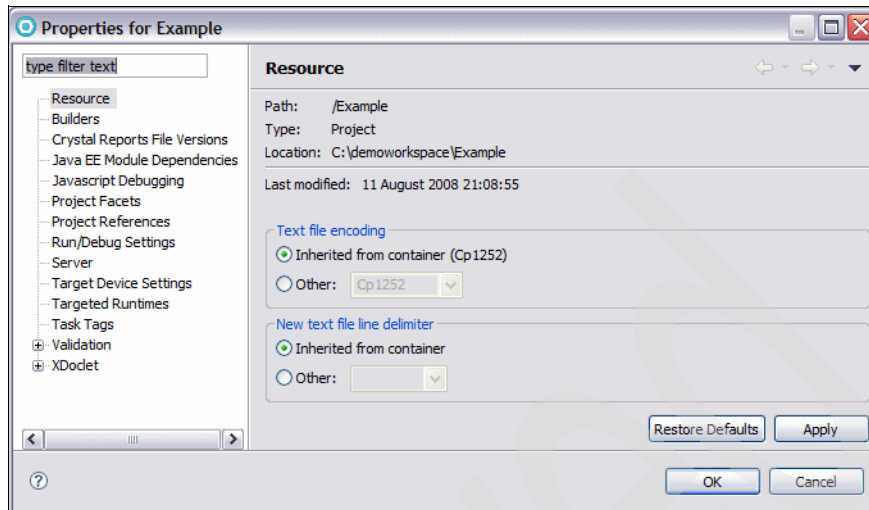 Properties for Example
type filter text
Resource
Builders
Crystal Reports File Versions
Java EE Module Dependencies
Javascript Debugging
Project Facets
Project References
Run/Debug Settings
Server
Target Device Settings
Targeted Runtimes
Task Tags
Validation
XDoclet
Resource
Path: /Example
Type: Project
Location: C:\demoworkspace\Example
Last modified: 11 August 2008 21:08:55
Text file encoding
Inherited from container (Cp1252)
Other: Cp1252
New text file line delimiter
Inherited from container
Other:
Restore Defaults Apply
OK Cancel